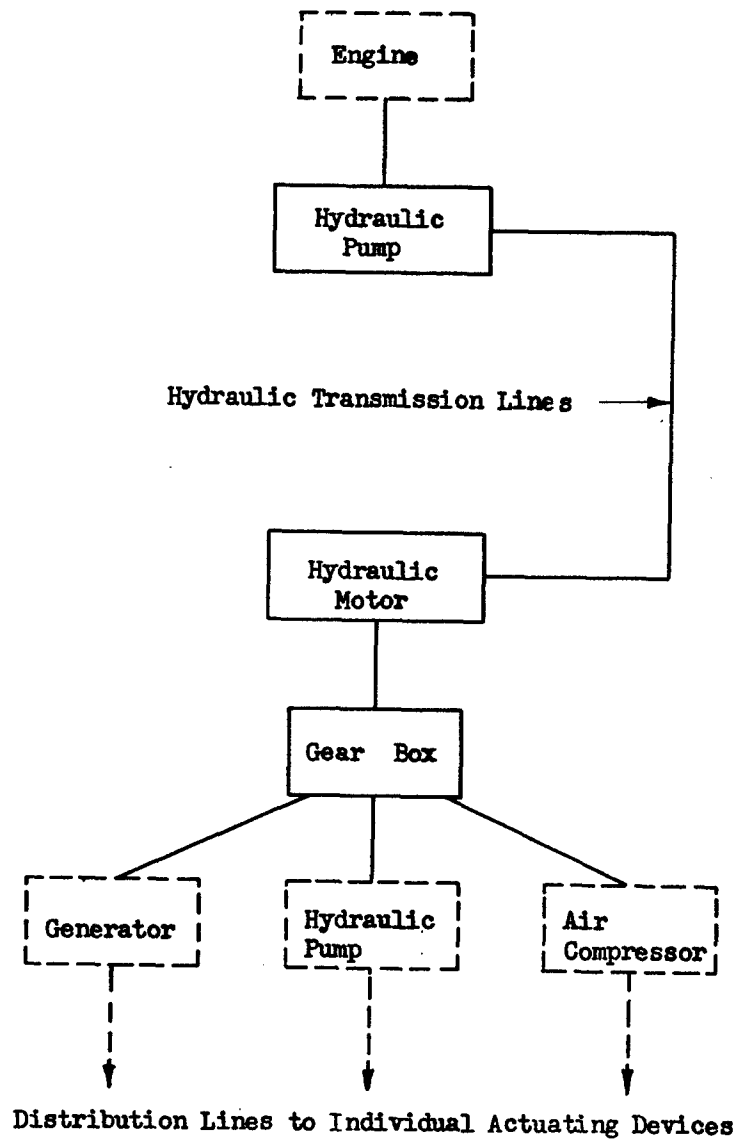 Engine
Hydraulic
Pump
Hydraulic Transmission Lines
Hydraulic
Motor
Gear Box
Generator
Hydraulic
Pump
Air
Compressor
Distribution Lines to Individual Actuating Devices